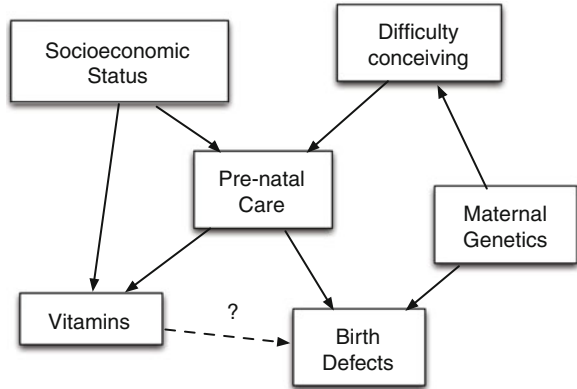 Socioeconomic
Status
Difficulty
conceiving
Pre-natal
Care
Maternal
Genetics
Vitamins
?
Birth
Defects